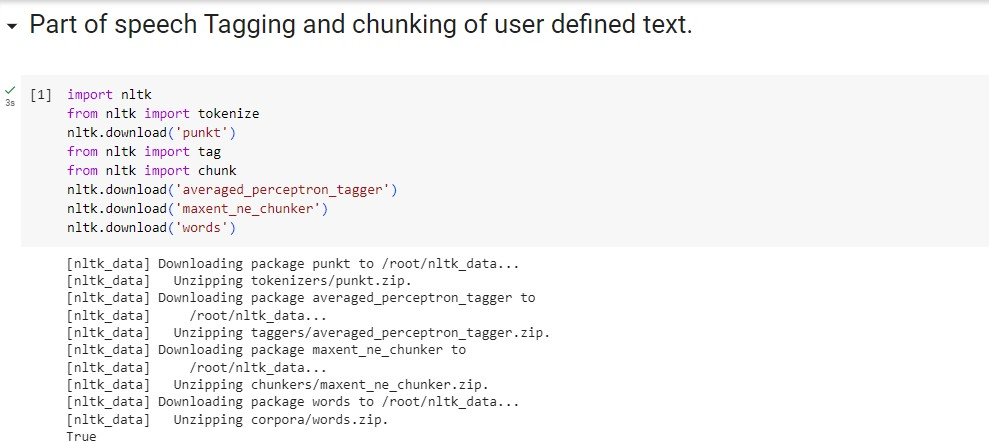 Part of speech Tagging and chunking of user defined text.
[1] import nltk
3s
from nltk import tokenize
nltk.download('punkt')
from nltk import tag
from nltk import chunk
nltk.download('averaged_perceptron_tagger')
nltk.download('maxent_ne_chunker')
nltk.download('words')
[nltk_data] Downloading package punkt to /root/nltk_data...
[nltk_data]   Unzipping tokenizers/punkt.zip.
[nltk_data] Downloading package averaged_perceptron_tagger to
[nltk_data]     /root/nltk_data...
[nltk_data]   Unzipping taggers/averaged_perceptron_tagger.zip.
[nltk_data] Downloading package maxent_ne_chunker to
[nltk_data]     /root/nltk_data...
[nltk_data]   Unzipping chunkers/maxent_ne_chunker.zip.
[nltk_data] Downloading package words to /root/nltk_data...
[nltk_data]   Unzipping corpora/words.zip.
True